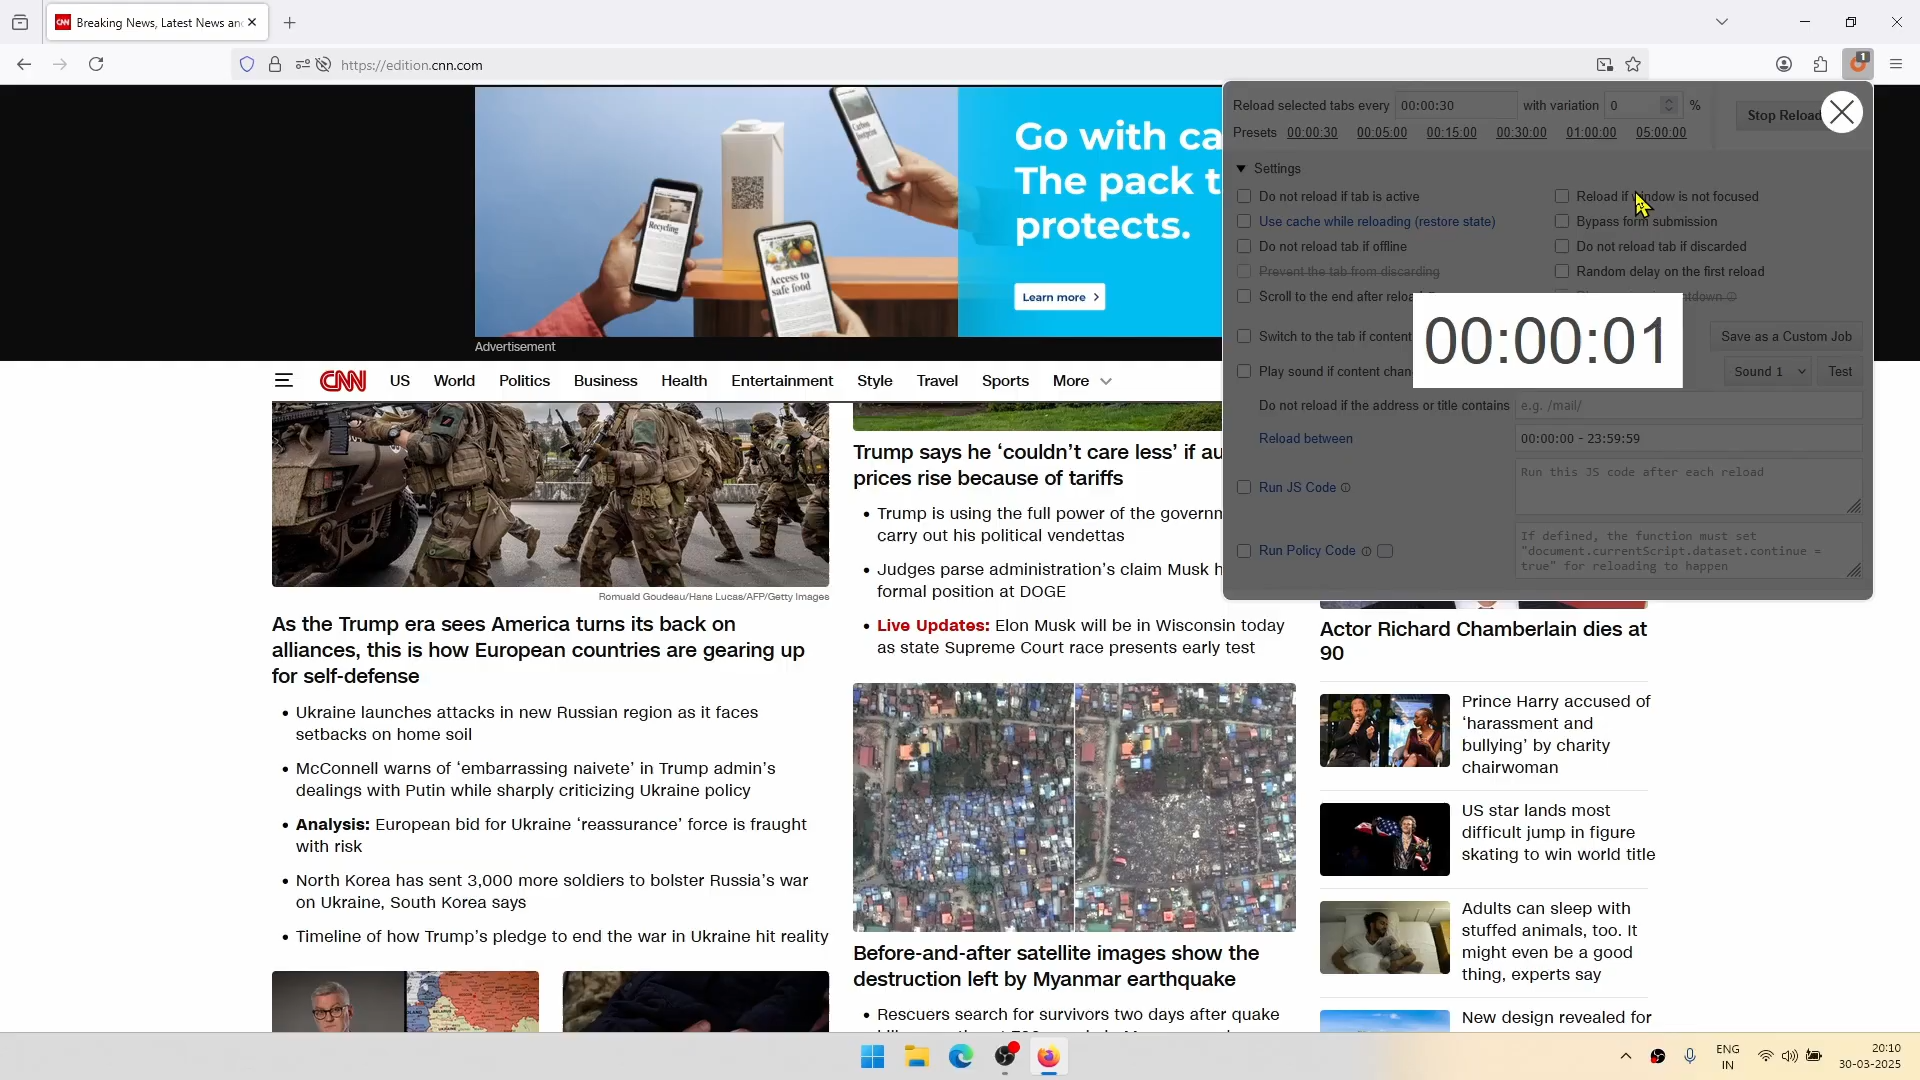 Breaking News, Latest News an
https://edition.cnn.com
1
Go with ca
The pack t
protects.
Learn more
Advertisement
Recycling
Access to
safe food
Carbon
footprint
Reload selected tabs every 00:00:30 with variation 0 %
Stop Reload
Presets 00:00:30 00:05:00 00:15:00 00:30:00 01:00:00 05:00:00
Settings
Do not reload if tab is active
Reload if window is not focused
Use cache while reloading (restore state)
Bypass form submission
Do not reload tab if offline
Do not reload tab if discarded
Prevent the tab from discarding
Random delay on the first reload
Scroll to the end after reload
00:00:01
Switch to the tab if content
Save as a Custom Job
Play sound if content chan
Sound 1
Test
Do not reload if the address or title contains e.g. /mail/
Reload between 00:00:00 - 23:59:59
Run JS Code
Run this JS code after each reload
Run Policy Code
If defined, the function must set
"document.currentScript.dataset.continue =
true" for reloading to happen
CNN US World Politics Business Health Entertainment Style Travel Sports More
Romuald Goudeau/Hans Lucas/AFP/Getty Images
As the Trump era sees America turns its back on
alliances, this is how European countries are gearing up
for self-defense
Ukraine launches attacks in new Russian region as it faces
setbacks on home soil
McConnell warns of ‘embarrassing naivete’ in Trump admin’s
dealings with Putin while sharply criticizing Ukraine policy
Analysis: European bid for Ukraine ‘reassurance’ force is fraught
with risk
North Korea has sent 3,000 more soldiers to bolster Russia’s war
on Ukraine, South Korea says
Timeline of how Trump’s pledge to end the war in Ukraine hit reality
Trump says he ‘couldn’t care less’ if au
prices rise because of tariffs
Trump is using the full power of the governm
carry out his political vendettas
Judges parse administration’s claim Musk h
formal position at DOGE
Live Updates: Elon Musk will be in Wisconsin today
as state Supreme Court race presents early test
Before-and-after satellite images show the
destruction left by Myanmar earthquake
Rescuers search for survivors two days after quake
Actor Richard Chamberlain dies at
90
Prince Harry accused of
‘harassment and
bullying’ by charity
chairwoman
US star lands most
difficult jump in figure
skating to win world title
Adults can sleep with
stuffed animals, too. It
might even be a good
thing, experts say
New design revealed for
ENG
IN
20:10
30-03-2025